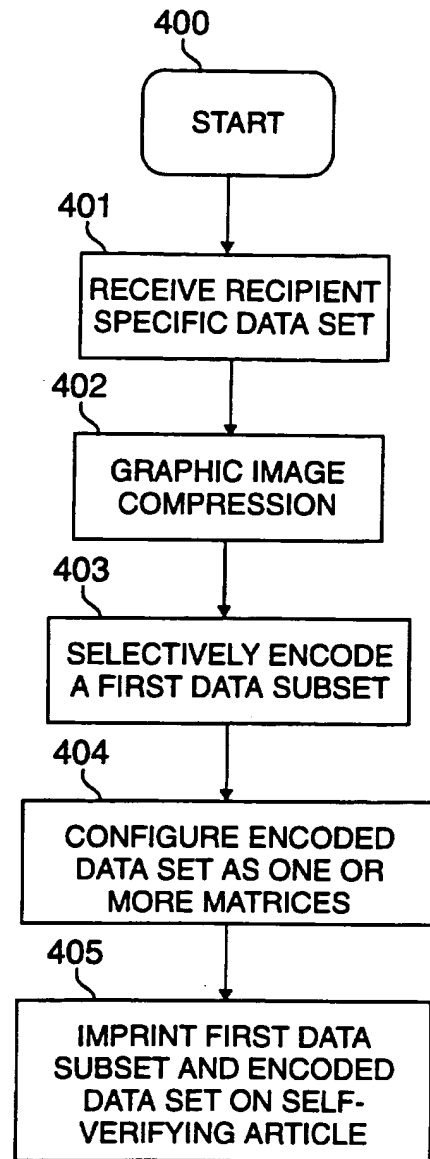 400
START
401
RECEIVE RECIPIENT
SPECIFIC DATA SET
402
GRAPHIC IMAGE
COMPRESSION
403
SELECTIVELY ENCODE
A FIRST DATA SUBSET
404
CONFIGURE ENCODED
DATA SET AS ONE OR
MORE MATRICES
405
IMPRINT FIRST DATA
SUBSET AND ENCODED
DATA SET ON SELF-
VERIFYING ARTICLE